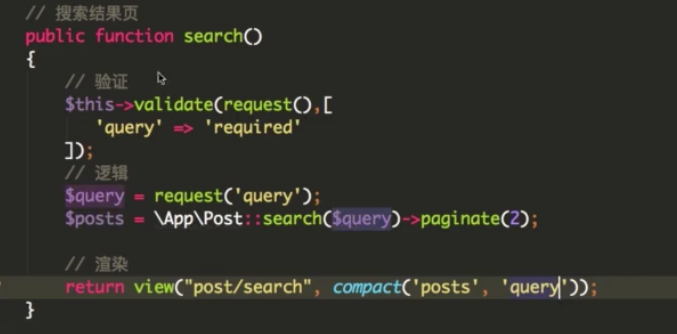 // 搜索结果页
public function search()
{
// 验证
$this->validate(request(),[
'query' => 'required'
]);
// 逻辑
$query = request('query');
$posts = \App\Post::search($query)->paginate(2);
// 渲染
return view("post/search", compact('posts', 'query'));
}